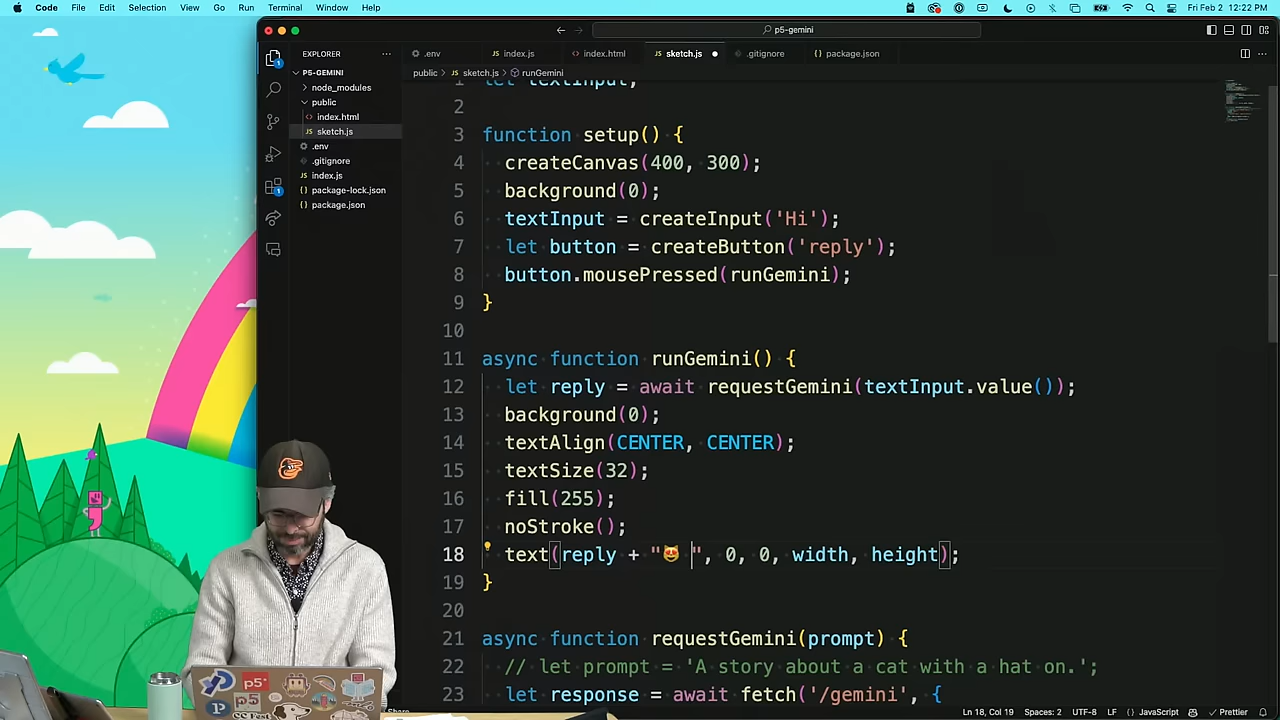 Code File Edit Selection View Go Run Terminal Window Help Fri Feb 2 12:22 PM
p5-gemini
EXPLORER
.env index.js index.html sketch.js .gitignore package.json
public > sketch.js > runGemini
P5-GEMINI
node_modules
public
index.html
sketch.js
.env
.gitignore
index.js
package-lock.json
package.json
1 let textInput;
2
3 function setup() {
4 createCanvas(400, 300);
5 background(0);
6 textInput = createInput('Hi');
7 let button = createButton('reply');
8 button.mousePressed(runGemini);
9 }
10
11 async function runGemini() {
12 let reply = await requestGemini(textInput.value());
13 background(0);
14 textAlign(CENTER, CENTER);
15 textSize(32);
16 fill(255);
17 noStroke();
18 text(reply + "😻 ", 0, 0, width, height);
19 }
20
21 async function requestGemini(prompt) {
22 // let prompt = 'A story about a cat with a hat on.';
23 let response = await fetch('/gemini', {
Share Ln 18, Col 19 Spaces: 2 UTF-8 LF {} JavaScript Prettier
p5*
CC Fest